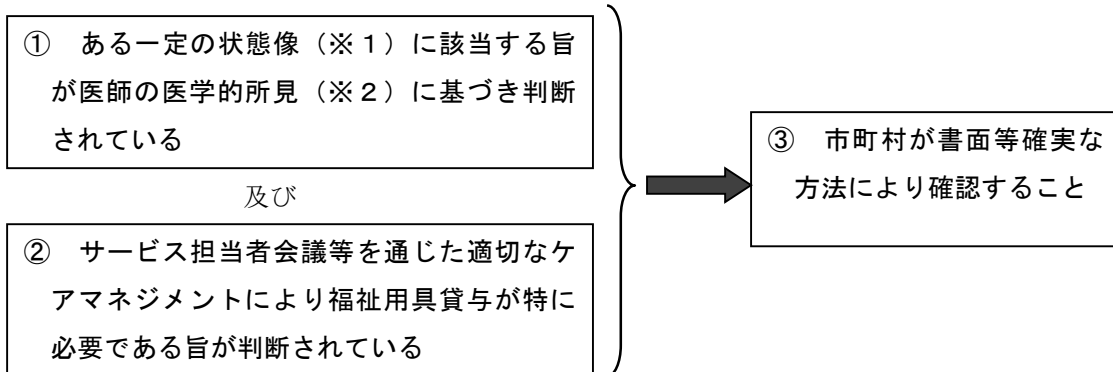 ① ある一定の状態像（※１）に該当する旨
が医師の医学的所見（※２）に基づき判断
されている
及び
② サービス担当者会議等を通じた適切なケ
アマネジメントにより福祉用具貸与が特に
必要である旨が判断されている
③ 市町村が書面等確実な
方法により確認すること